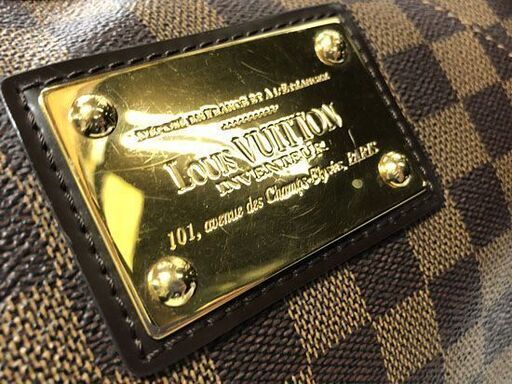 LOUIS VUITTON
INVENTEUR
101, avenue des Champs-Elysées, PARIS